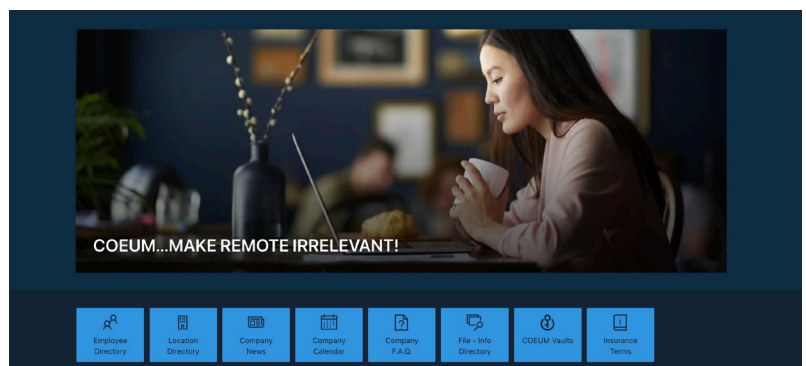 COEUM...MAKE REMOTE IRRELEVANT!
Employee
Directory
Location
Directory
Company
News
Company
Calendar
Company
F.A.Q.
File - Info
Directory
COEUM Vaults
Insurance
Terms